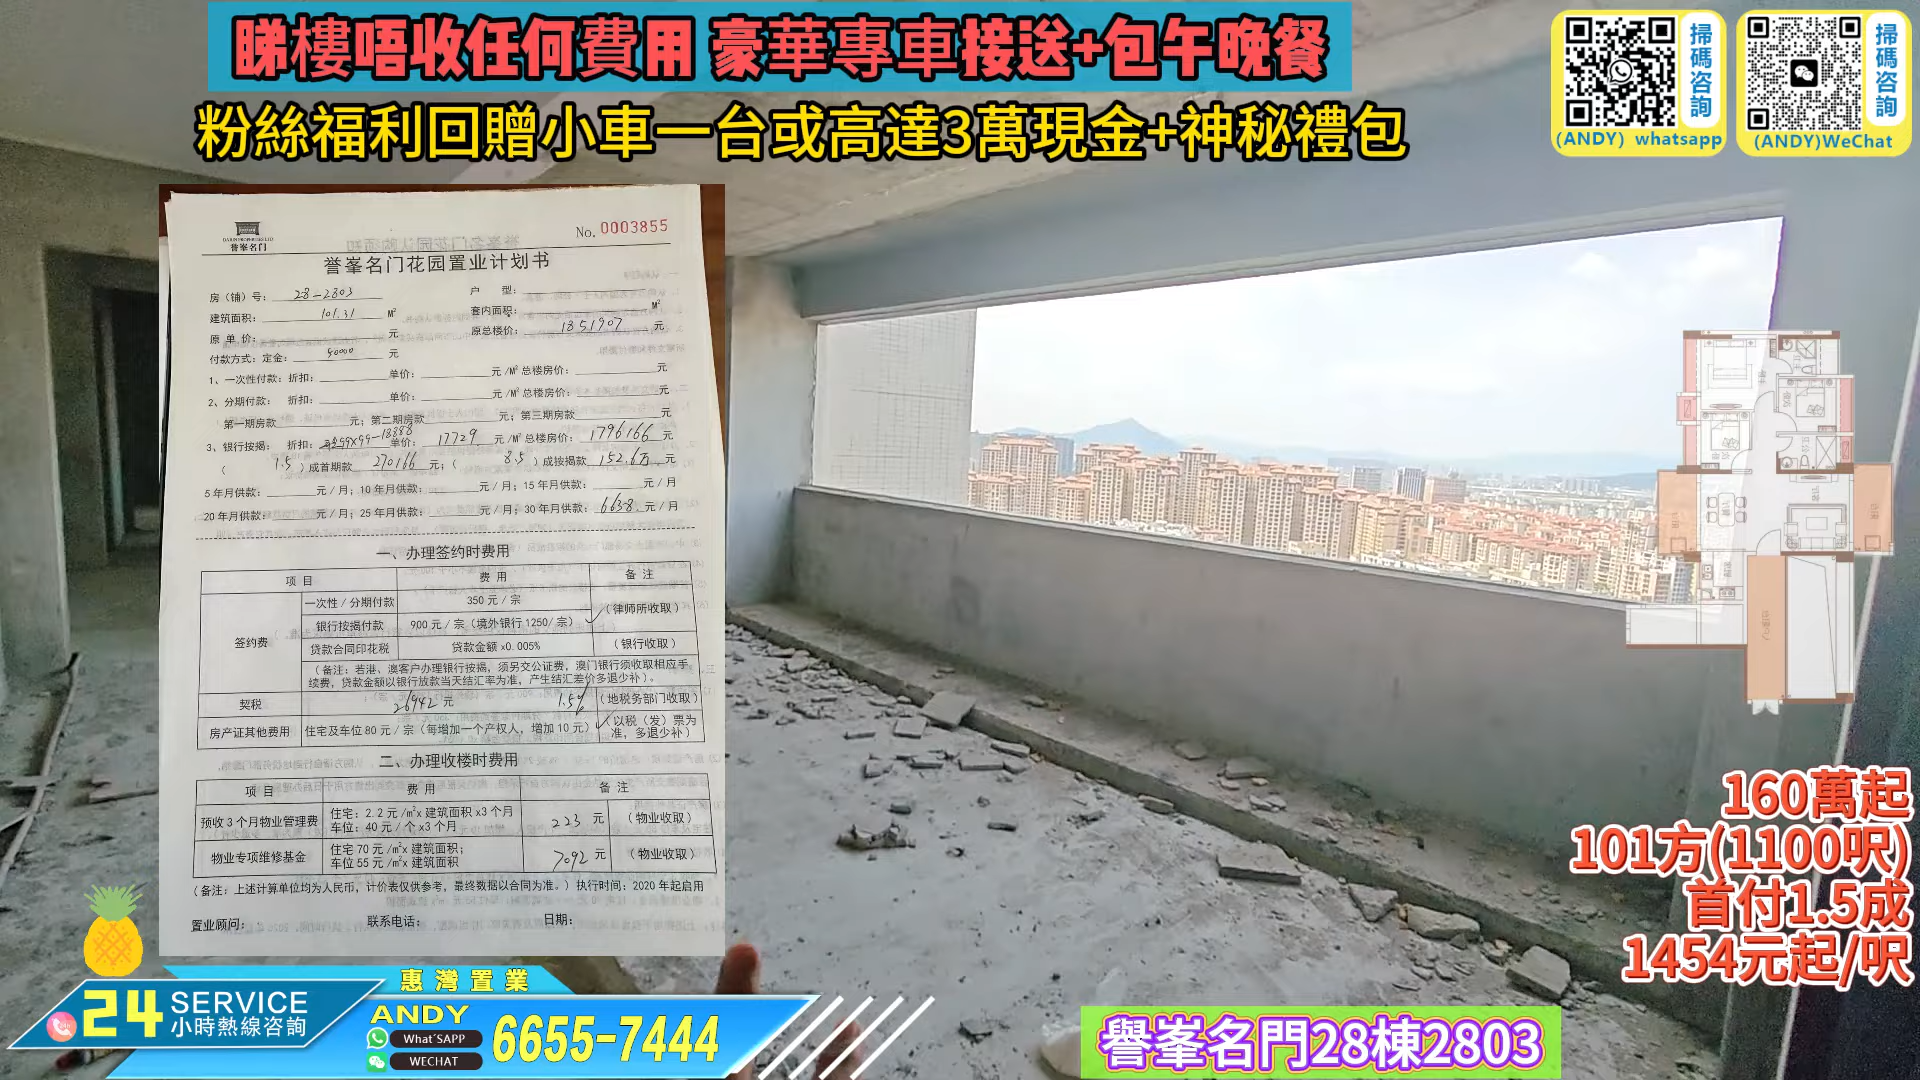 睇樓唔收任何費用 豪華專車接送+包午晚餐
粉絲福利回贈小車一台或高達3萬現金+神秘禮包
掃碼咨詢
(ANDY) whatsapp
掃碼咨詢
(ANDY)WeChat
誉峯名门
No. 0003855
誉峯名门花园置业计划书
房（铺）号： 28-2803 户 型：
建筑面积： 101.31 M² 套内面积： M²
原 单 价： 元 原总楼价： 1851907 元
付款方式：定金： 50000 元
1、一次性付款：折扣： 单价： 元/M² 总楼房价： 元
2、分期付款： 折扣： 单价： 元/M² 总楼房价： 元
第一期房款 元；第二期房款 元；第三期房款 元
3、银行按揭： 折扣： 99-18888 单价： 17729 元/M² 总楼房价： 1796166 元
（ 1.5 ）成首期款 270166 元；（ 8.5 ）成按揭款 152.6万 元
5年月供款： 元/月；10年月供款： 元/月；15年月供款： 元/月
20年月供款： 元/月；25年月供款： 元/月；30年月供款： 6638 元/月
一、办理签约时费用
项 目 费 用 备 注
签约费
一次性/分期付款 350元/宗
银行按揭付款 900元/宗（境外银行1250/宗） （律师所收取）
贷款合同印花税 贷款金额x0.005% （银行收取）
（备注：若港、澳客户办理银行按揭，须另交公证费，澳门银行须收取相应手
续费，贷款金额以银行放款当天结汇率为准，产生结汇差价多退少补）。
契税 26942 元 1.5% （地税务部门收取）
房产证其他费用 住宅及车位80元/宗（每增加一个产权人，增加10元） （以税（发）票为
准，多退少补）
二、办理收楼时费用
项 目 费 用 备 注
预收3个月物业管理费 住宅：2.2元/m²x建筑面积x3个月
车位：40元/个x3个月 223 元 （物业收取）
物业专项维修基金 住宅70元/m²x建筑面积；
车位55元/m²x建筑面积 7092 元 （物业收取）
（备注：上述计算单位均为人民币，计价表仅供参考，最终数据以合同为准。）执行时间：2020年起启用
置业顾问： 联系电话： 日期：
160萬起
101方(1100呎)
首付1.5成
1454元起/呎
惠灣置業
24 SERVICE
小時熱線咨詢
ANDY
What'SAPP
WECHAT
6655-7444
譽峯名門28棟2803